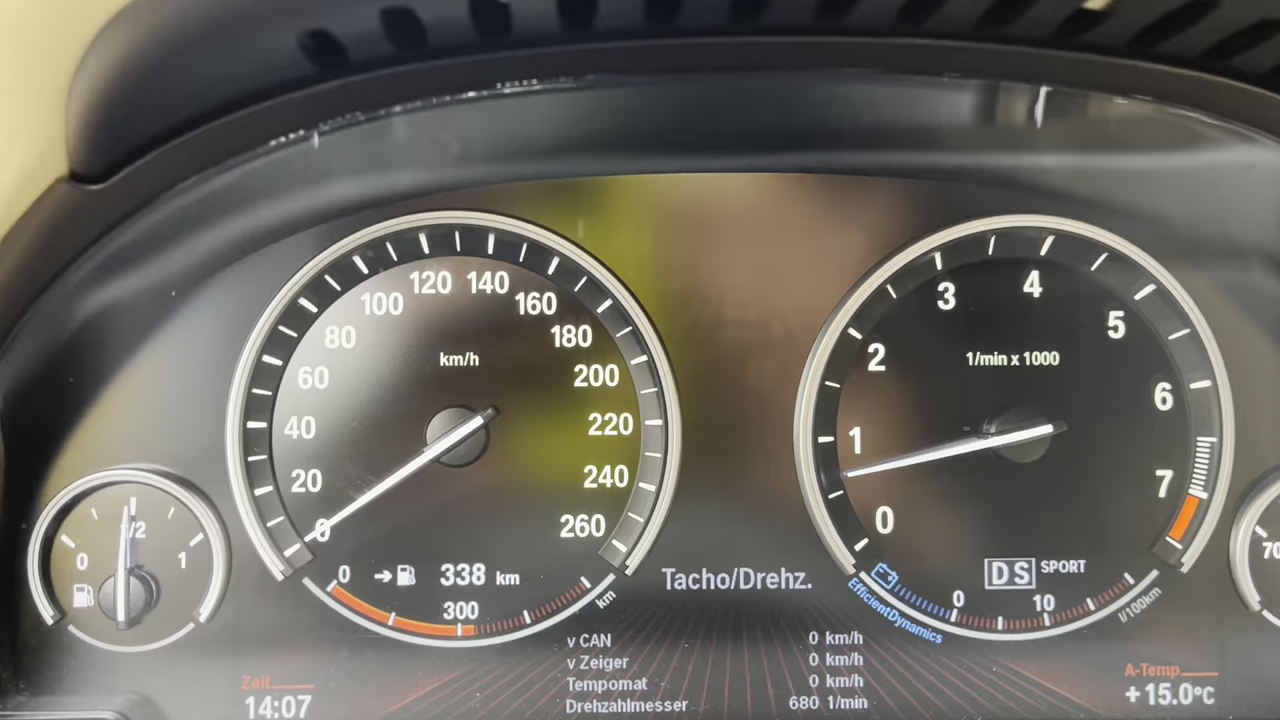 120 140
100 160
80 180
60 200
40 220
20 240
0 260
km/h
0 1/2 1
0 338 km
300
km
Tacho/Drehz.
3 4
2 5
1 6
0 7
1/min x 1000
DS SPORT
EfficientDynamics
0 10
l/100km
70
v CAN 0 km/h
v Zeiger 0 km/h
Tempomat 0 km/h
Drehzahlmesser 680 1/min
Zeit
14:07
A-Temp
+15.0°C